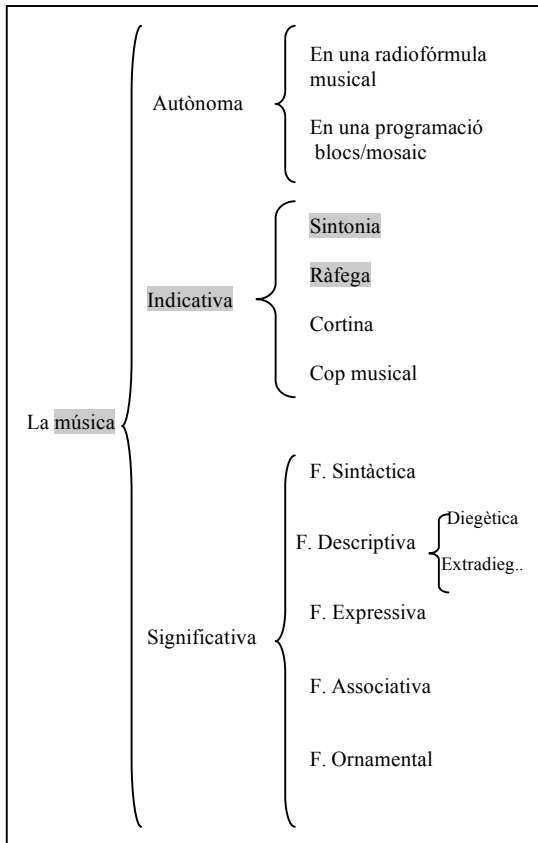 La música
Autònoma
En una radiofórmula
musical
En una programació
blocs/mosaic
Indicativa
Sintonia
Ràfega
Cortina
Cop musical
Significativa
F. Sintàctica
F. Descriptiva
Diegètica
Extradieg..
F. Expressiva
F. Associativa
F. Ornamental